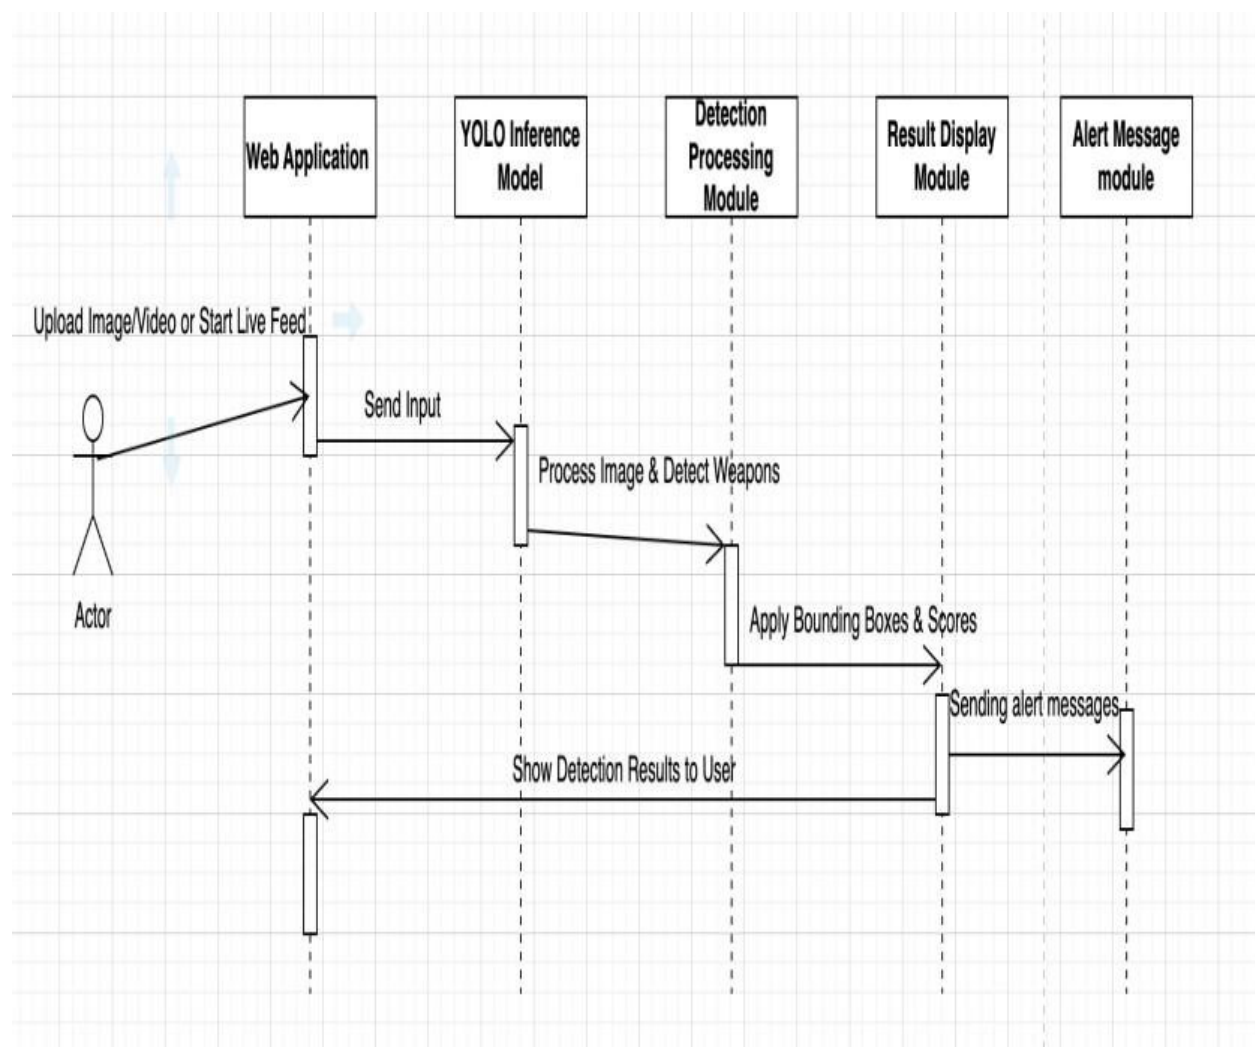 Web Application
YOLO Inference
Model
Detection
Processing
Module
Result Display
Module
Alert Message
module
Upload Image/Video or Start Live Feed
Send Input
Process Image & Detect Weapons
Actor
Apply Bounding Boxes & Scores
Sending alert messages
Show Detection Results to User